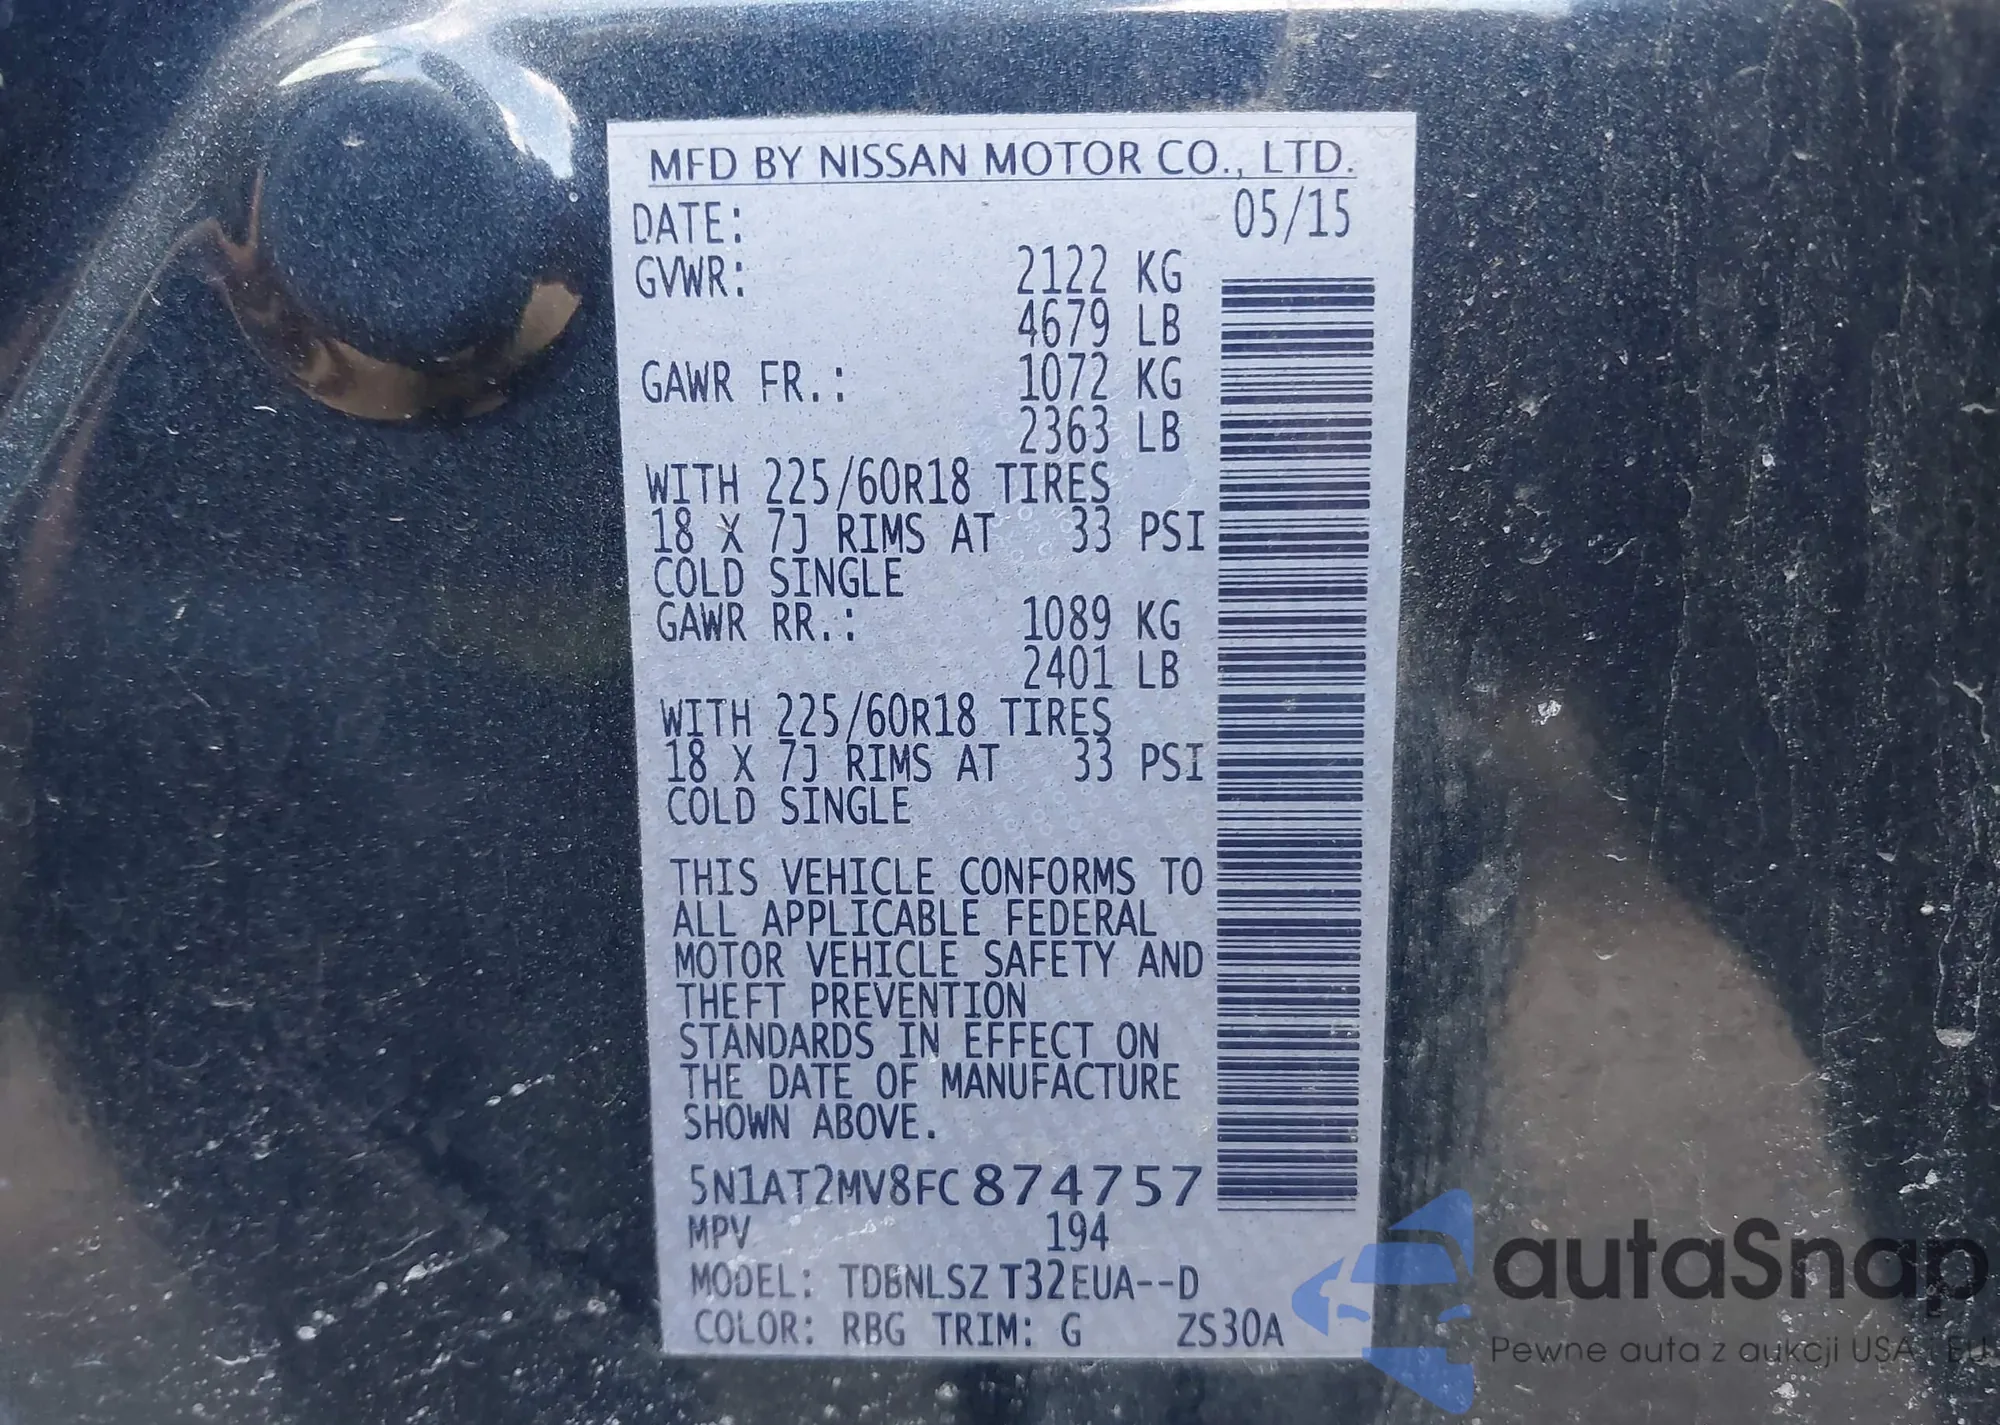 MFD BY NISSAN MOTOR CO., LTD.
DATE: 05/15
GVWR: 2122 KG
4679 LB
GAWR FR.: 1072 KG
2363 LB
WITH 225/60R18 TIRES
18 X 7J RIMS AT 33 PSI
COLD SINGLE
GAWR RR.: 1089 KG
2401 LB
WITH 225/60R18 TIRES
18 X 7J RIMS AT 33 PSI
COLD SINGLE
THIS VEHICLE CONFORMS TO
ALL APPLICABLE FEDERAL
MOTOR VEHICLE SAFETY AND
THEFT PREVENTION
STANDARDS IN EFFECT ON
THE DATE OF MANUFACTURE
SHOWN ABOVE.
5N1AT2MV8FC874757
MPV 194
MODEL: TDBNLSZ T32EUA--D
COLOR: RBG TRIM: G ZS30A
autaSnap
Pewne auta z aukcji USA i EU